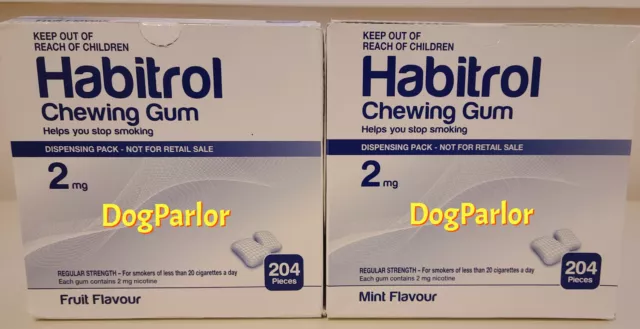 KEEP OUT OF
REACH OF CHILDREN
Habitrol
Chewing Gum
Helps you stop smoking
DISPENSING PACK - NOT FOR RETAIL SALE
2 mg
DogParlor
REGULAR STRENGTH - For smokers of less than 20 cigarettes a day
Each gum contains 2 mg nicotine
204
Pieces
Fruit Flavour
KEEP OUT OF
REACH OF CHILDREN
Habitrol
Chewing Gum
Helps you stop smoking
DISPENSING PACK - NOT FOR RETAIL SALE
2 mg
DogParlor
REGULAR STRENGTH - For smokers of less than 20 cigarettes a day
Each gum contains 2 mg nicotine
204
Pieces
Mint Flavour